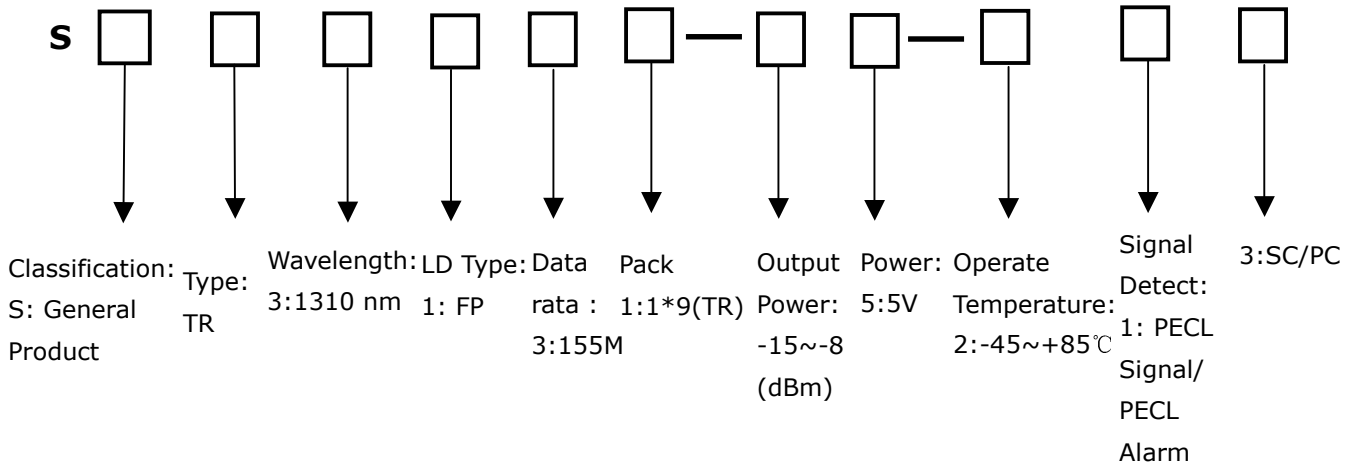 S
Classification:
S: General
Product
Type:
TR
Wavelength:
3:1310 nm
LD Type:
1: FP
Data
rata :
3:155M
Pack
1:1*9(TR)
Output
Power:
-15~-8
(dBm)
Power:
5:5V
Operate
Temperature:
2:-45~+85℃
Signal
Detect:
1: PECL
Signal/
PECL
Alarm
3:SC/PC